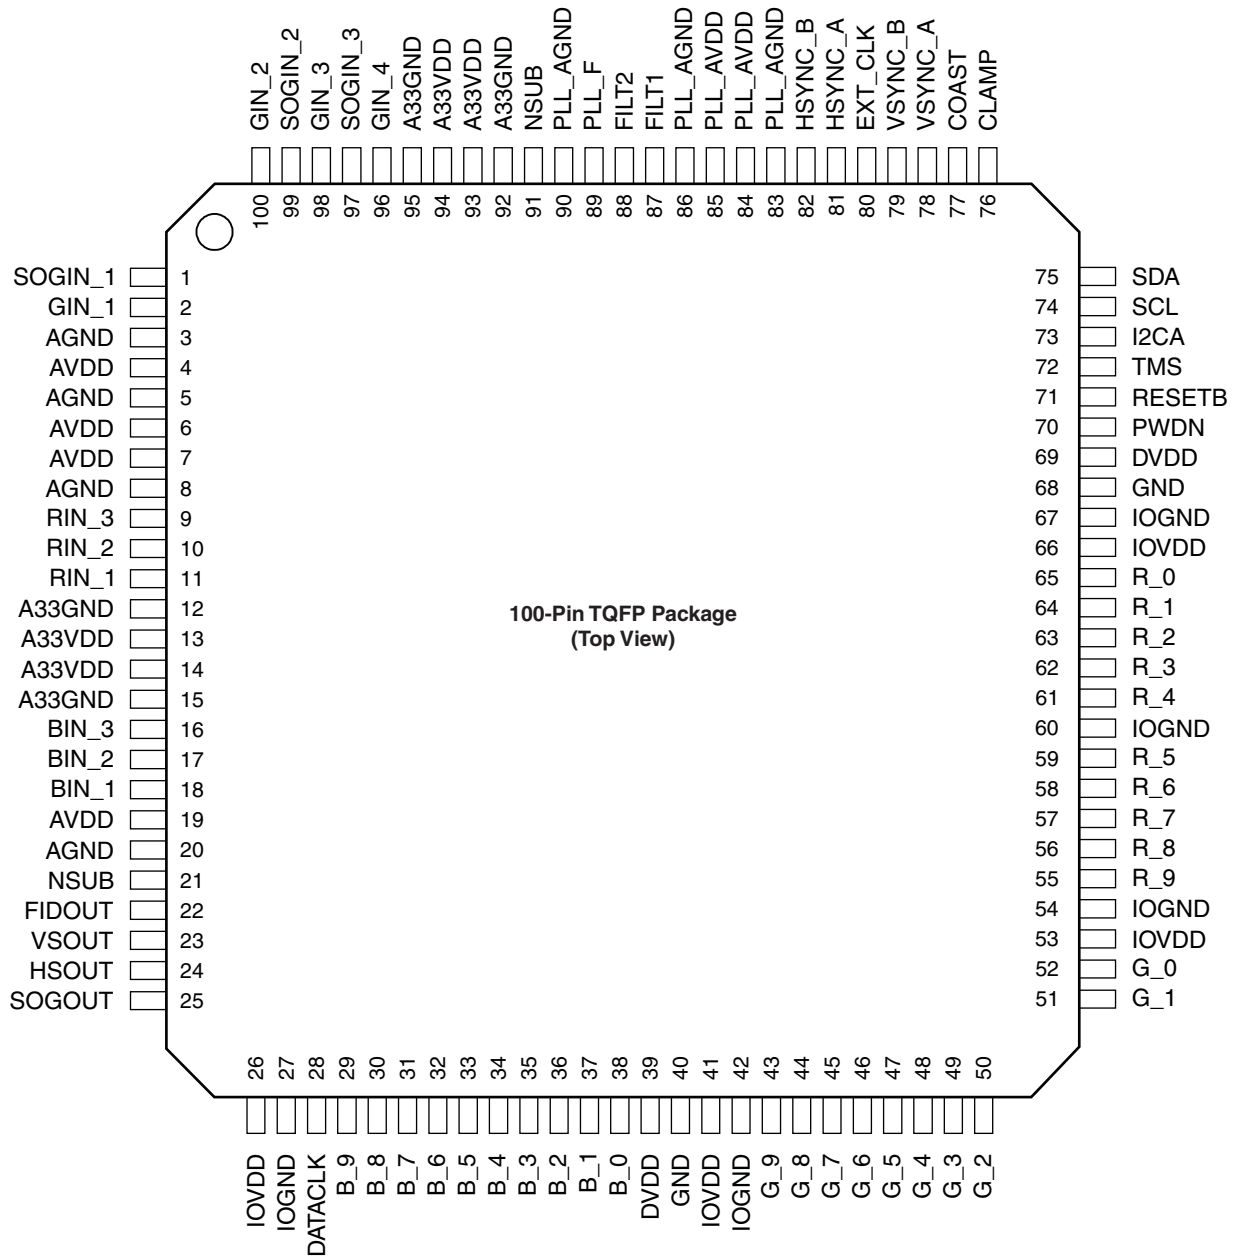 GIN_2
SOGIN_2
GIN_3
SOGIN_3
GIN_4
A33GND
A33VDD
A33VDD
A33GND
NSUB
PLL_AGND
PLL_F
FILT2
FILT1
PLL_AGND
PLL_AVDD
PLL_AVDD
PLL_AGND
HSYNC_B
HSYNC_A
EXT_CLK
VSYNC_B
VSYNC_A
COAST
CLAMP
100
99
98
97
96
95
94
93
92
91
90
89
88
87
86
85
84
83
82
81
80
79
78
77
76
SOGIN_1 1
GIN_1 2
AGND 3
AVDD 4
AGND 5
AVDD 6
AVDD 7
AGND 8
RIN_3 9
RIN_2 10
RIN_1 11
A33GND 12
A33VDD 13
A33VDD 14
A33GND 15
BIN_3 16
BIN_2 17
BIN_1 18
AVDD 19
AGND 20
NSUB 21
FIDOUT 22
VSOUT 23
HSOUT 24
SOGOUT 25
100-Pin TQFP Package
(Top View)
75 SDA
74 SCL
73 I2CA
72 TMS
71 RESETB
70 PWDN
69 DVDD
68 GND
67 IOGND
66 IOVDD
65 R_0
64 R_1
63 R_2
62 R_3
61 R_4
60 IOGND
59 R_5
58 R_6
57 R_7
56 R_8
55 R_9
54 IOGND
53 IOVDD
52 G_0
51 G_1
26
27
28
29
30
31
32
33
34
35
36
37
38
39
40
41
42
43
44
45
46
47
48
49
50
IOVDD
IOGND
DATACLK
B_9
B_8
B_7
B_6
B_5
B_4
B_3
B_2
B_1
B_0
DVDD
GND
IOVDD
IOGND
G_9
G_8
G_7
G_6
G_5
G_4
G_3
G_2